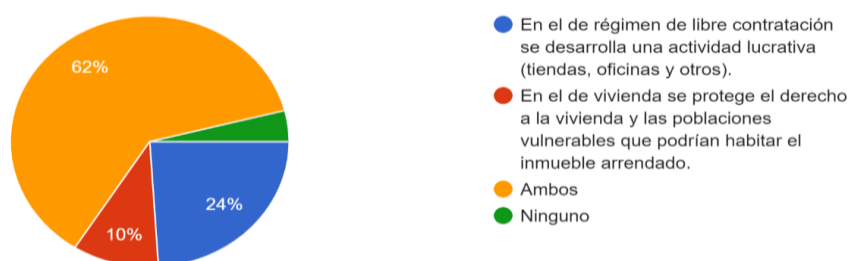 62%
24%
10%
En el de régimen de libre contratación
se desarrolla una actividad lucrativa
(tiendas, oficinas y otros).
En el de vivienda se protege el derecho
a la vivienda y las poblaciones
vulnerables que podrían habitar el
inmueble arrendado.
Ambos
Ninguno